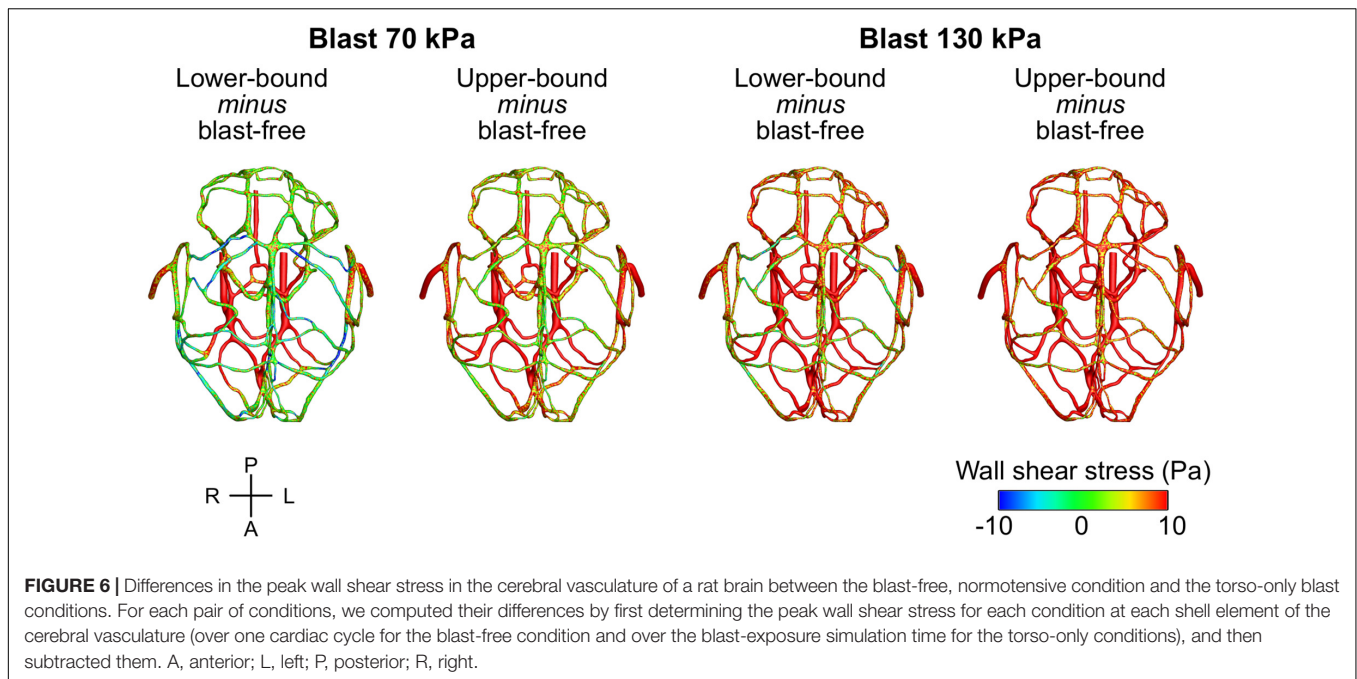 Blast 70 kPa
Blast 130 kPa
Lower-bound
minus
blast-free
Upper-bound
minus
blast-free
Lower-bound
minus
blast-free
Upper-bound
minus
blast-free
P
R
L
A
Wall shear stress (Pa)
-10 0 10
FIGURE 6 | Differences in the peak wall shear stress in the cerebral vasculature of a rat brain between the blast-free, normotensive condition and the torso-only blast
conditions. For each pair of conditions, we computed their differences by first determining the peak wall shear stress for each condition at each shell element of the
cerebral vasculature (over one cardiac cycle for the blast-free condition and over the blast-exposure simulation time for the torso-only conditions), and then
subtracted them. A, anterior; L, left; P, posterior; R, right.